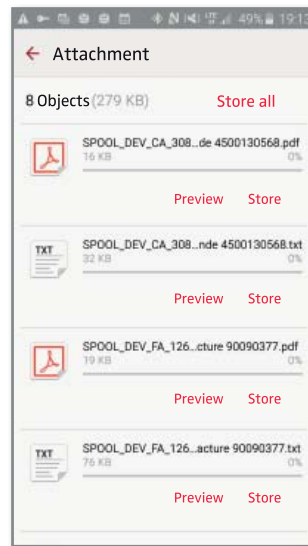 49% 19:13
Attachment
8 Objects (279 KB) Store all
SPOOL_DEV_CA_308...de 4500130568.pdf
16 KB 0%
Preview Store
TXT SPOOL_DEV_CA_308...nde 4500130568.txt
32 KB 0%
Preview Store
SPOOL_DEV_FA_126...cture 90090377.pdf
19 KB 0%
Preview Store
TXT SPOOL_DEV_FA_126...acture 90090377.txt
76 KB 0%
Preview Store